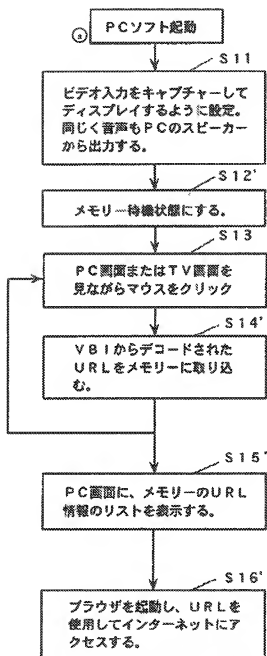 ⓐ PCソフト起動
S11
ビデオ入力をキャプチャーして
ディスプレイするように設定。
同じく音声もPCのスピーカー
から出力する。
S12'
メモリー待機状態にする。
S13
PC画面またはTV画面を
見ながらマウスをクリック
S14'
VBIからデコードされた
URLをメモリーに取り込
む。
S15'
PC画面に、メモリーのURL
情報のリストを表示する。
S16'
ブラウザを起動し、URLを
使用してインターネットにア
クセスする。